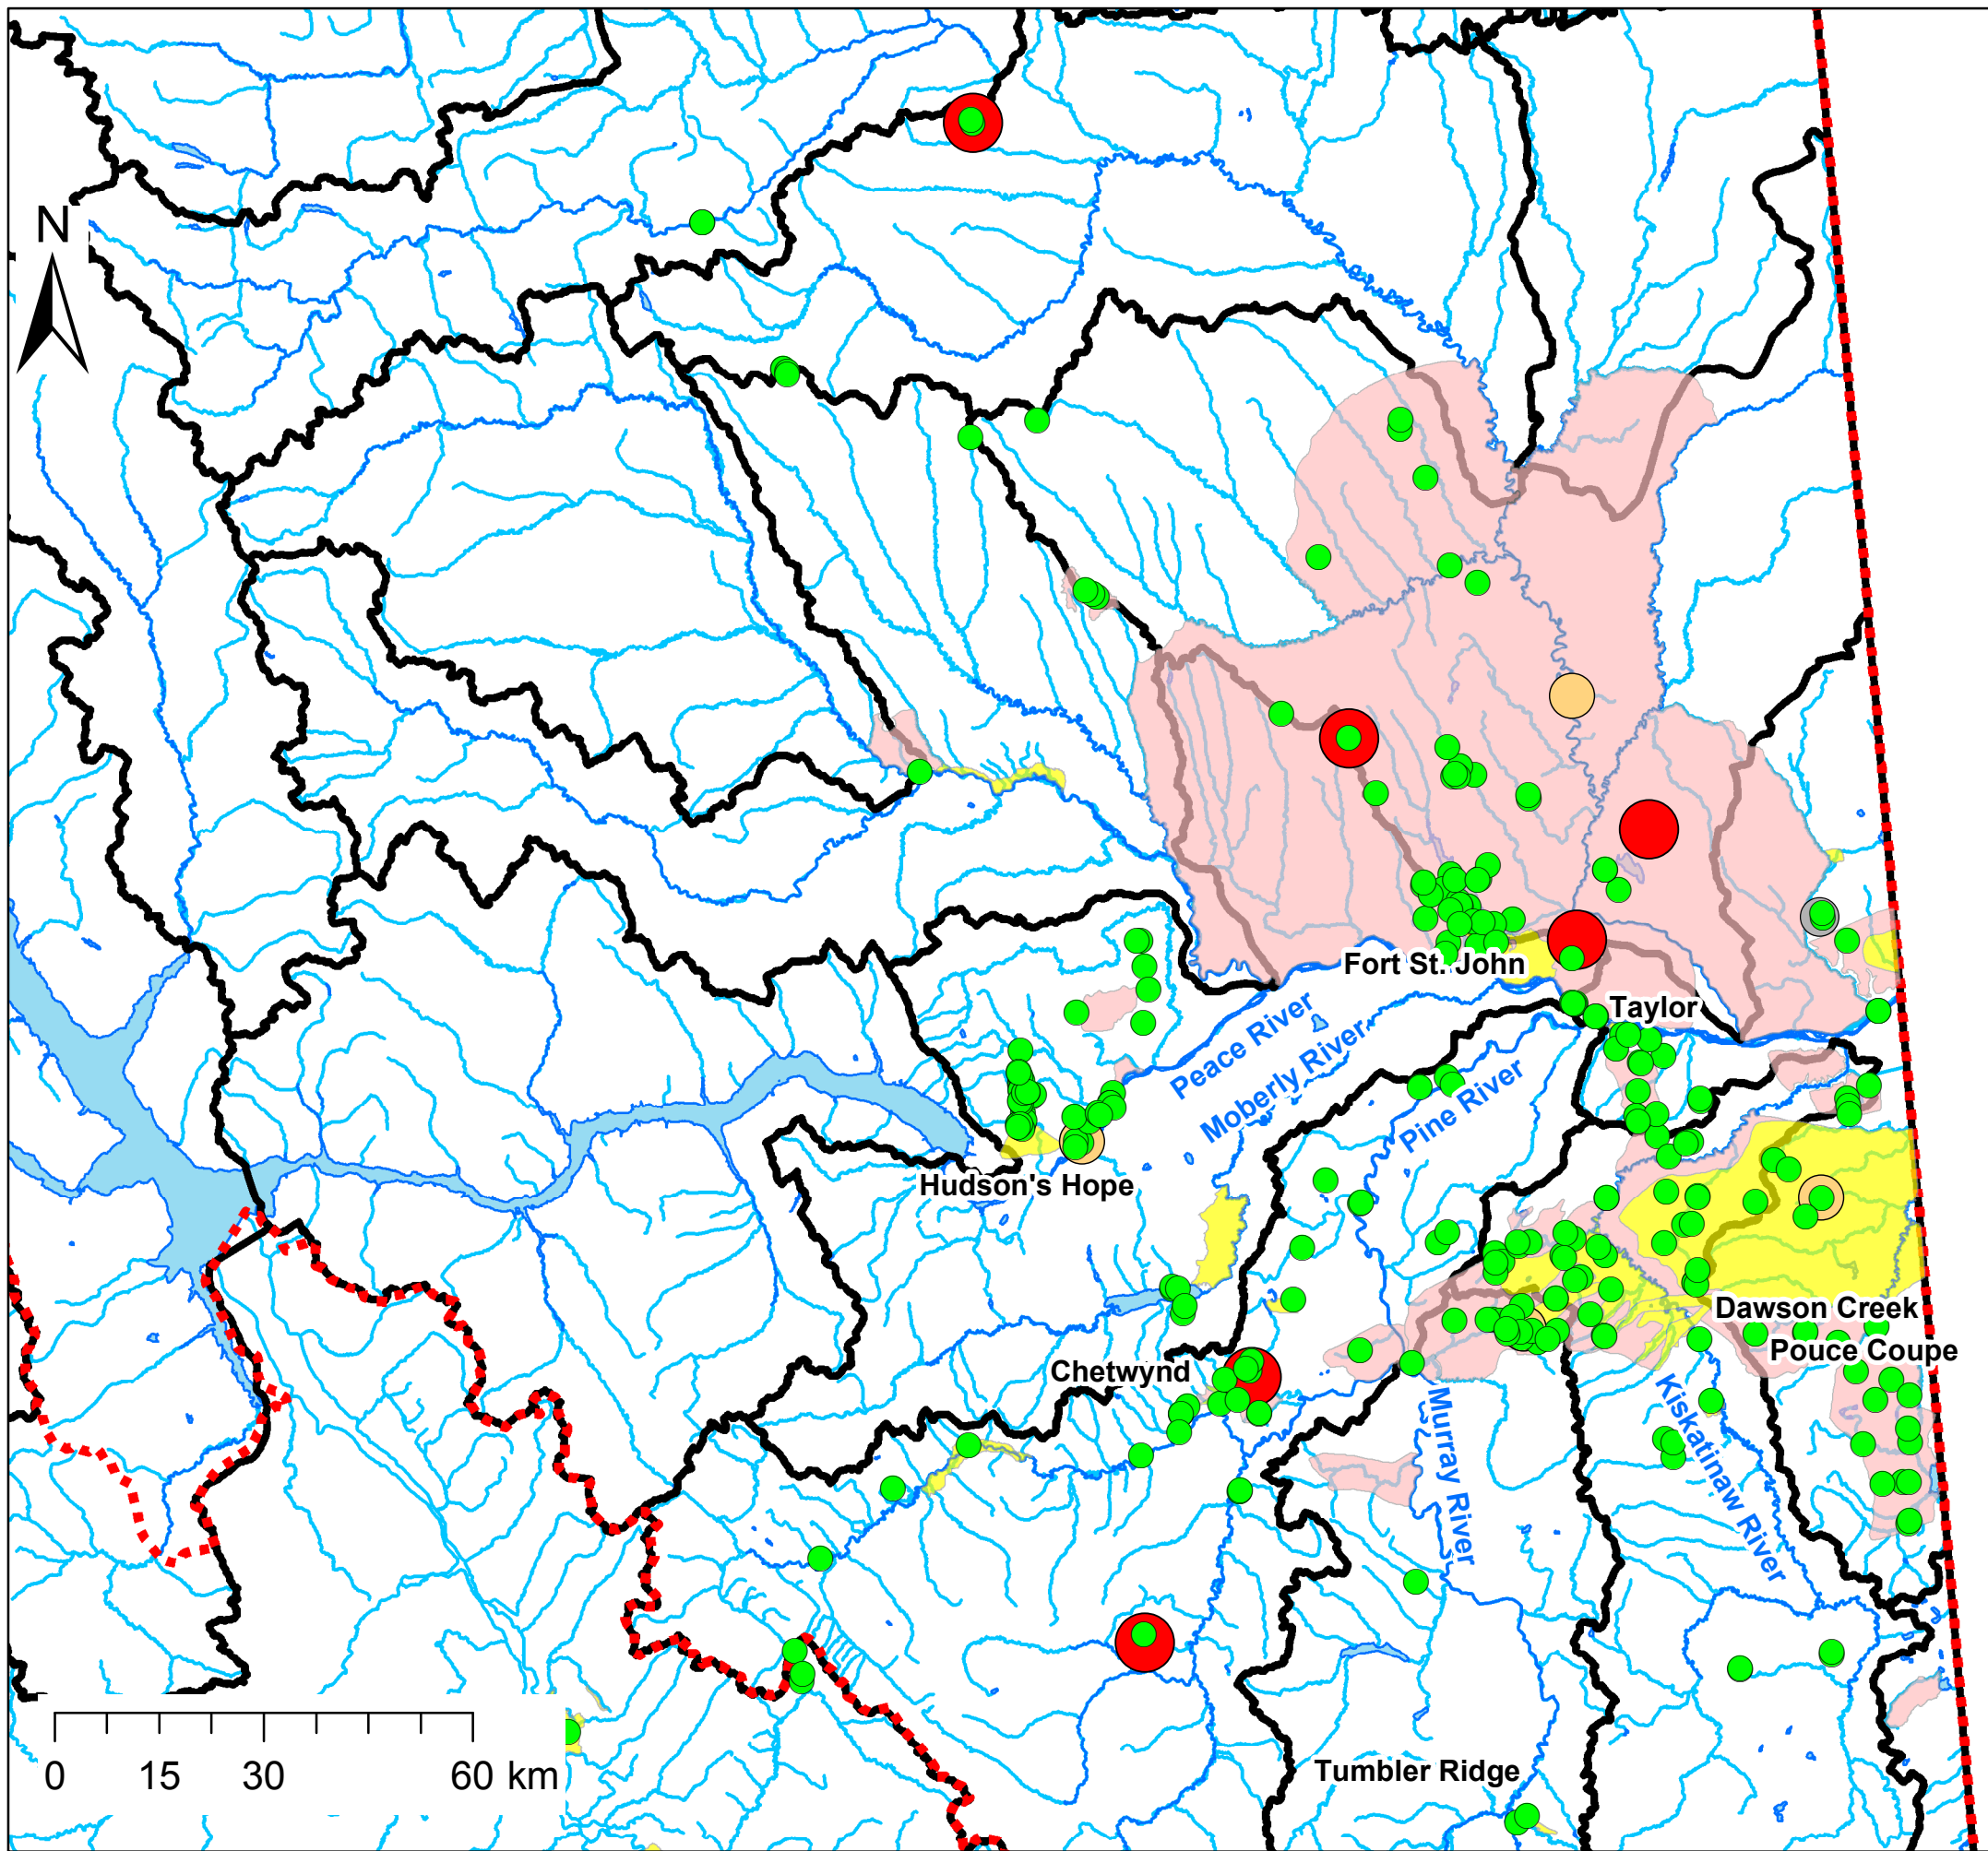 N
Fort St. John
Taylor
Peace River
Moberly River
Pine River
Hudson's Hope
Dawson Creek
Pouce Coupe
Chetwynd
Murray River
Kiskatinaw River
Tumbler Ridge
0 15 30 60 km